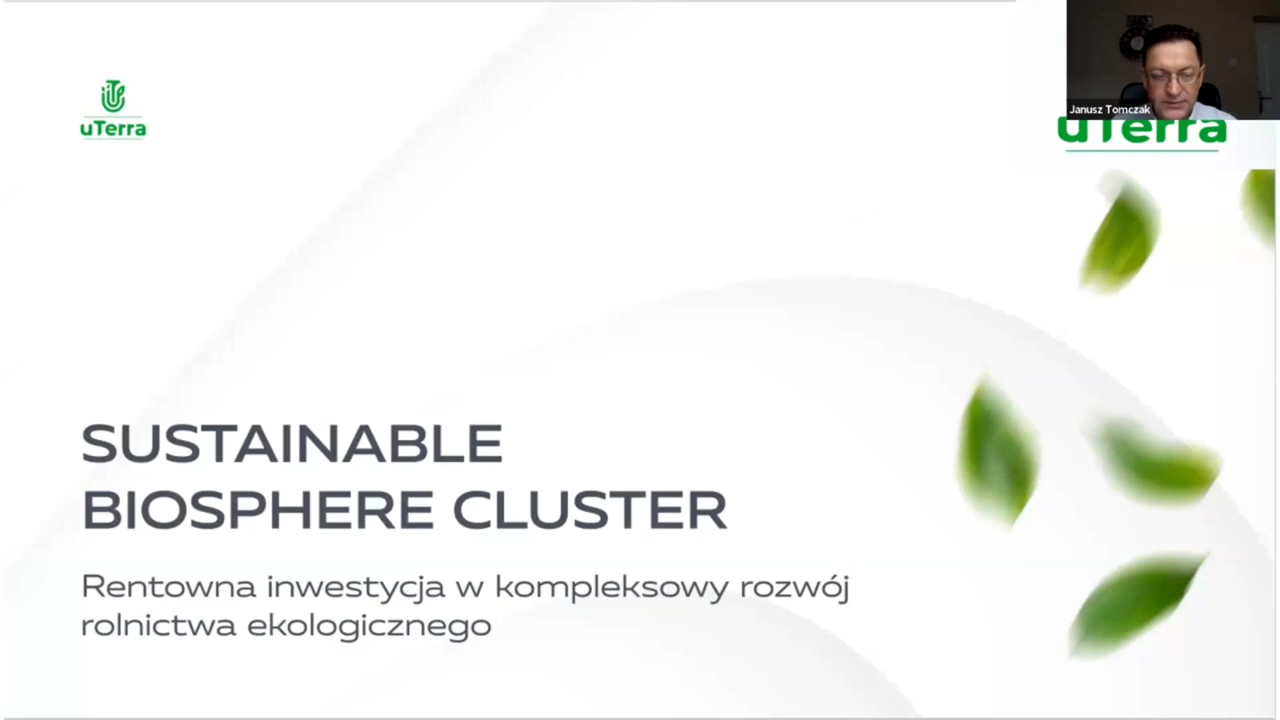 uTerra
Janusz Tomczak
uTerra
SUSTAINABLE
BIOSPHERE CLUSTER
Rentowna inwestycja w kompleksowy rozwój
rolnictwa ekologicznego